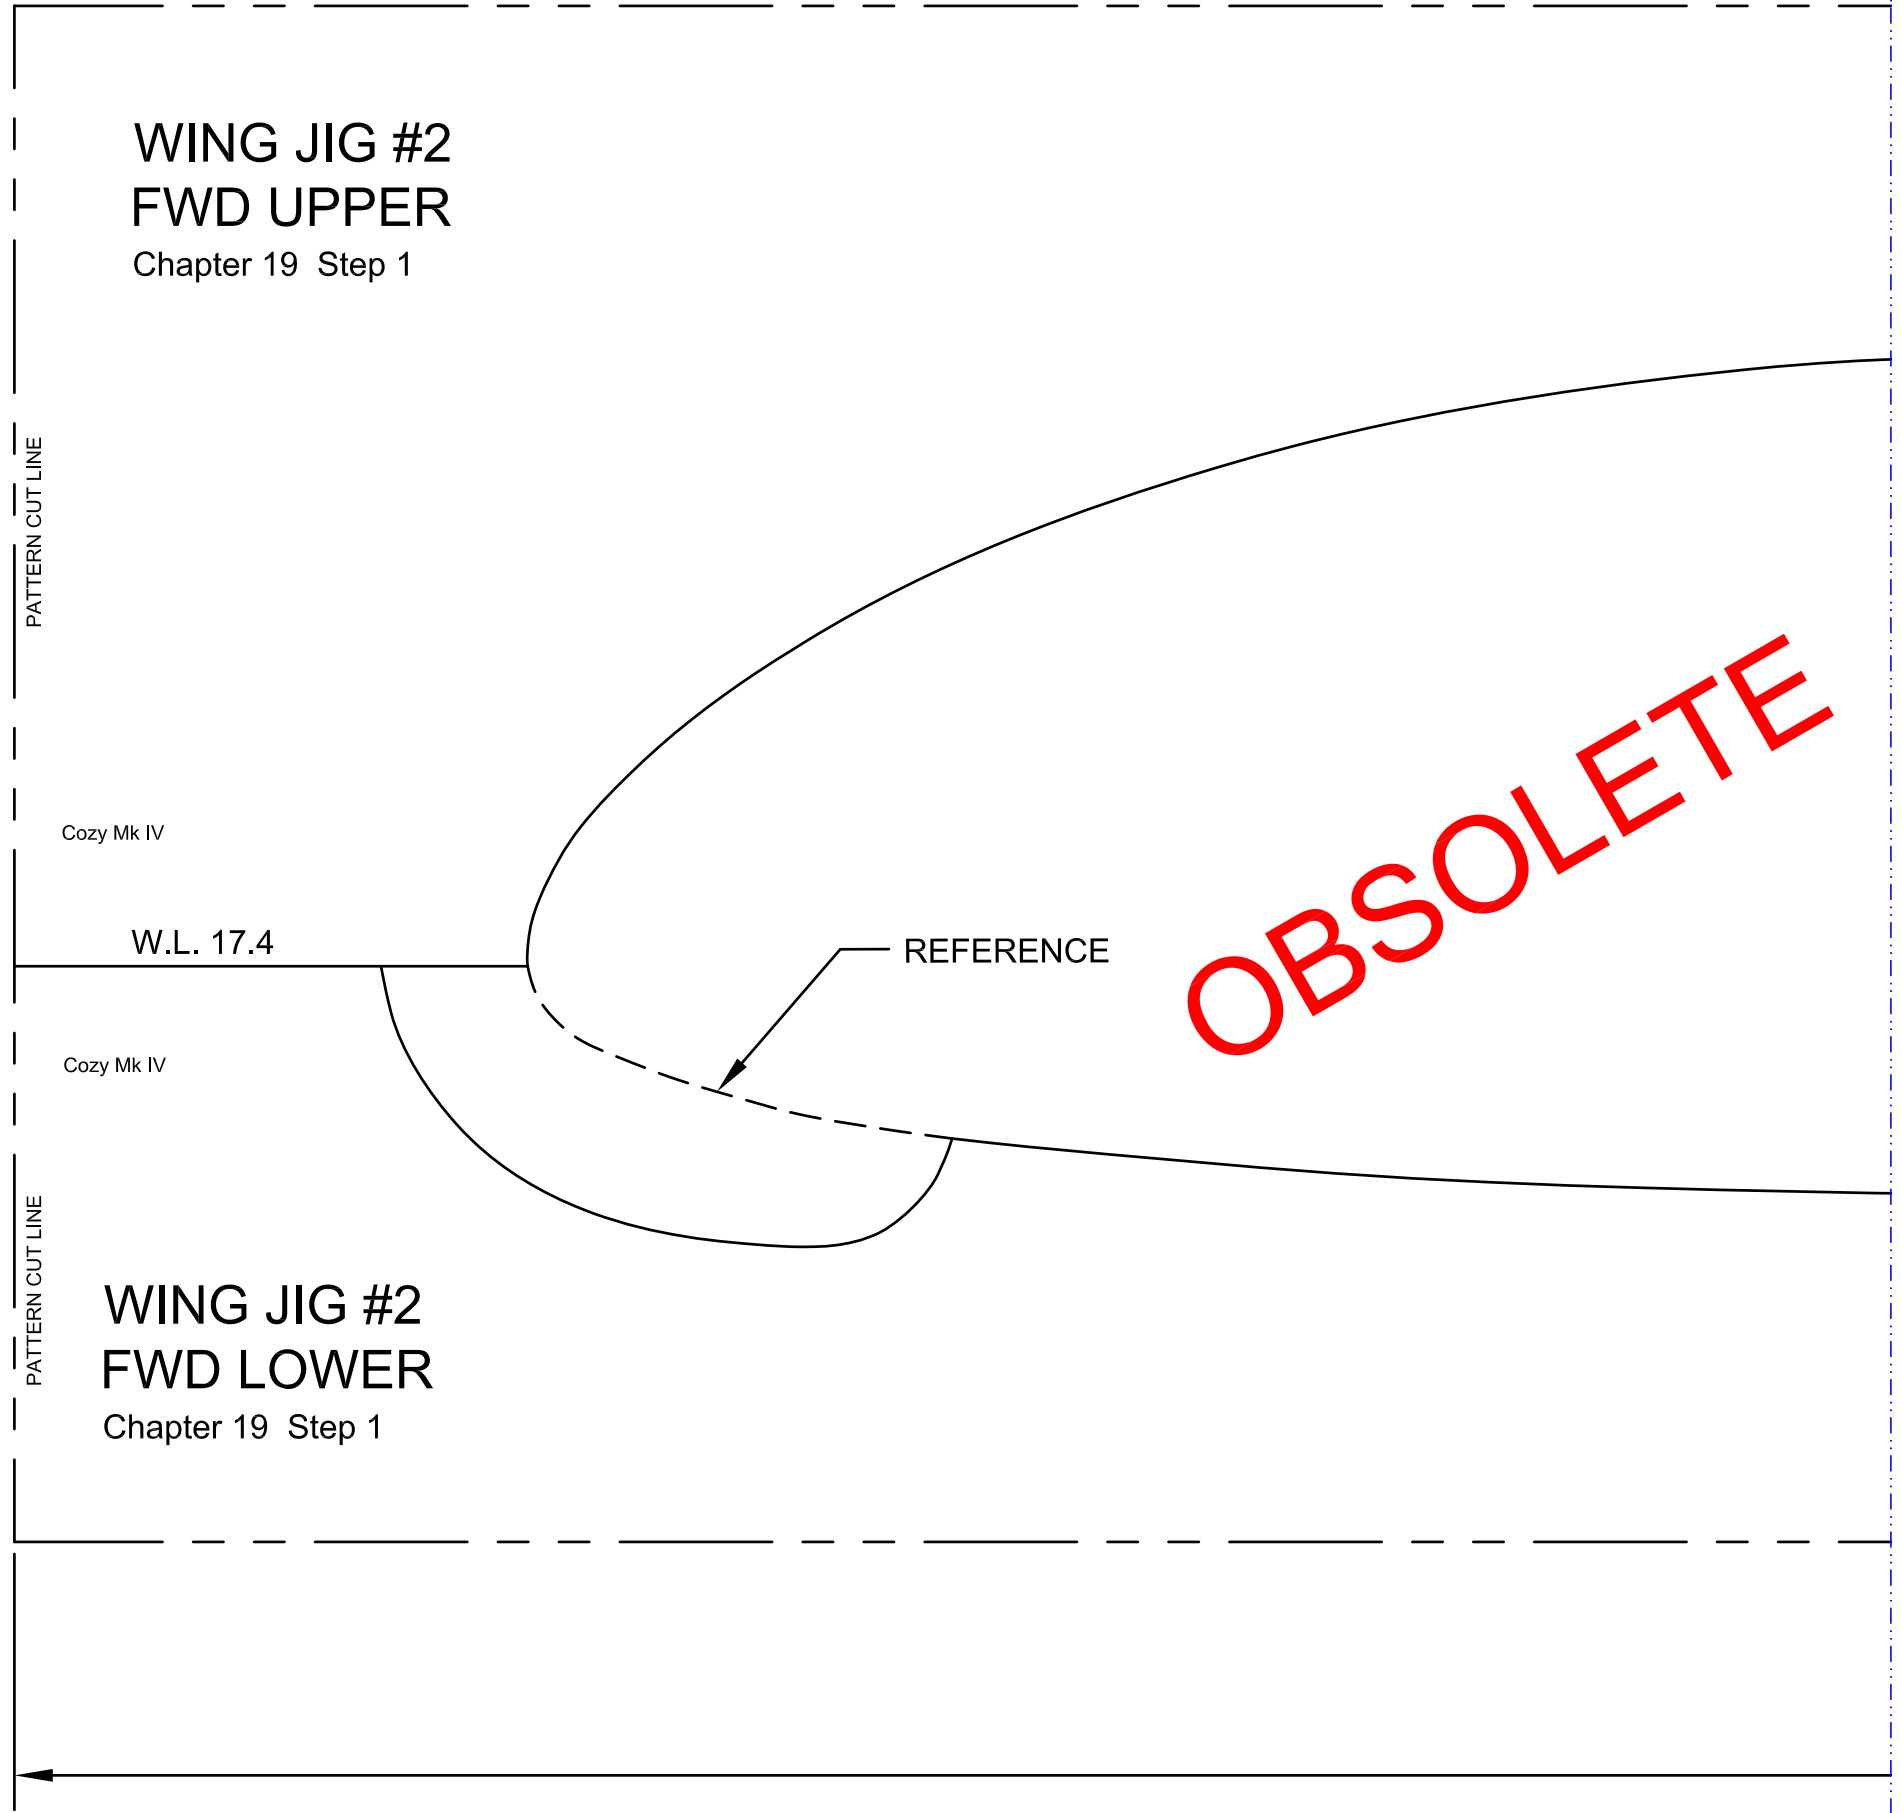 WING JIG #2
FWD UPPER
Chapter 19  Step 1
PATTERN CUT LINE
Cozy Mk IV
W.L. 17.4
REFERENCE
OBSOLETE
Cozy Mk IV
PATTERN CUT LINE
WING JIG #2
FWD LOWER
Chapter 19  Step 1